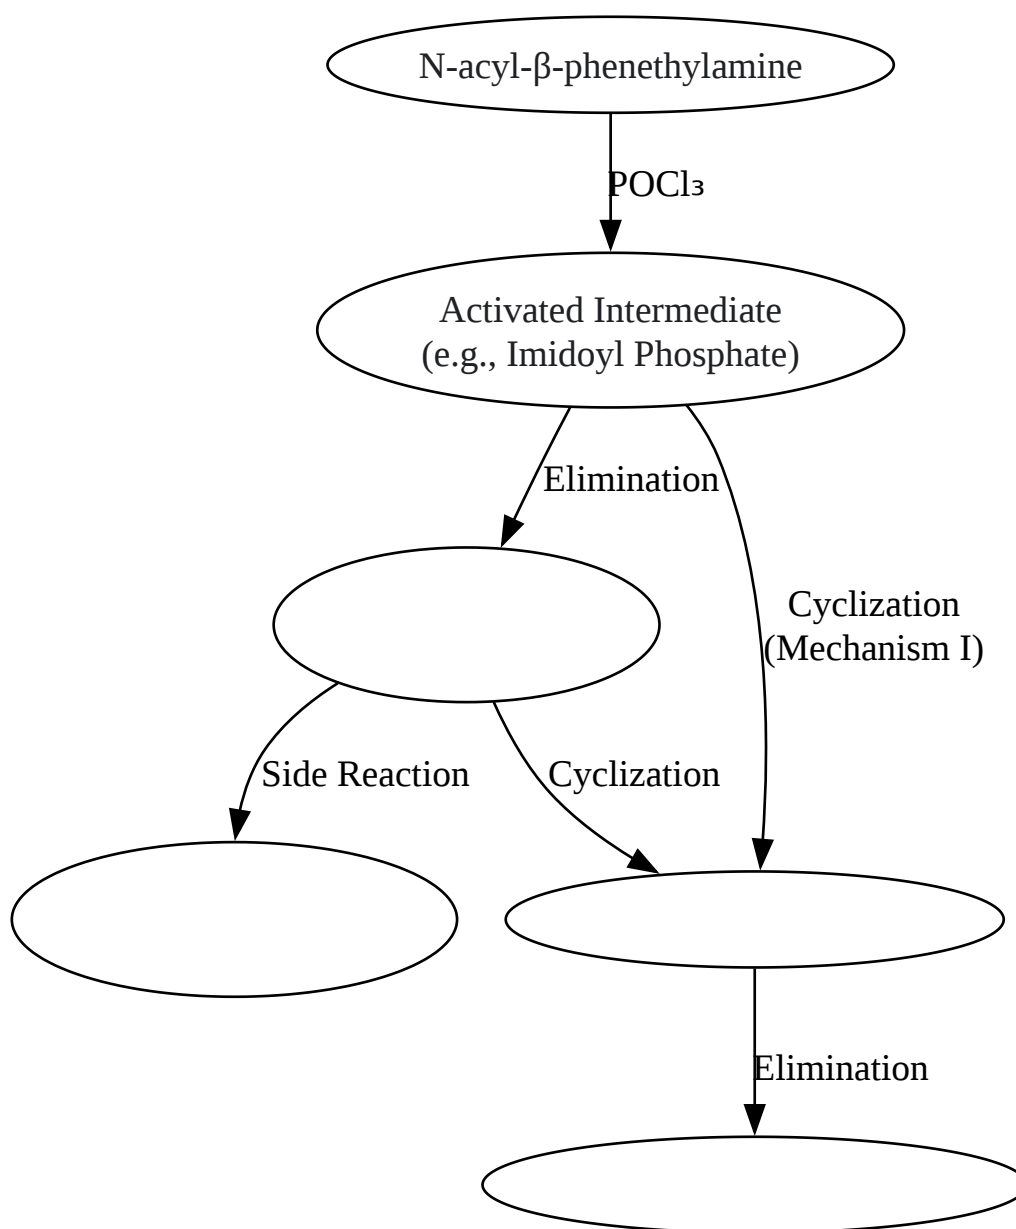 N-acyl-β-phenethylamine
POCl₃
Activated Intermediate
(e.g., Imidoyl Phosphate)
Elimination
Cyclization
(Mechanism I)
Side Reaction
Cyclization
Elimination